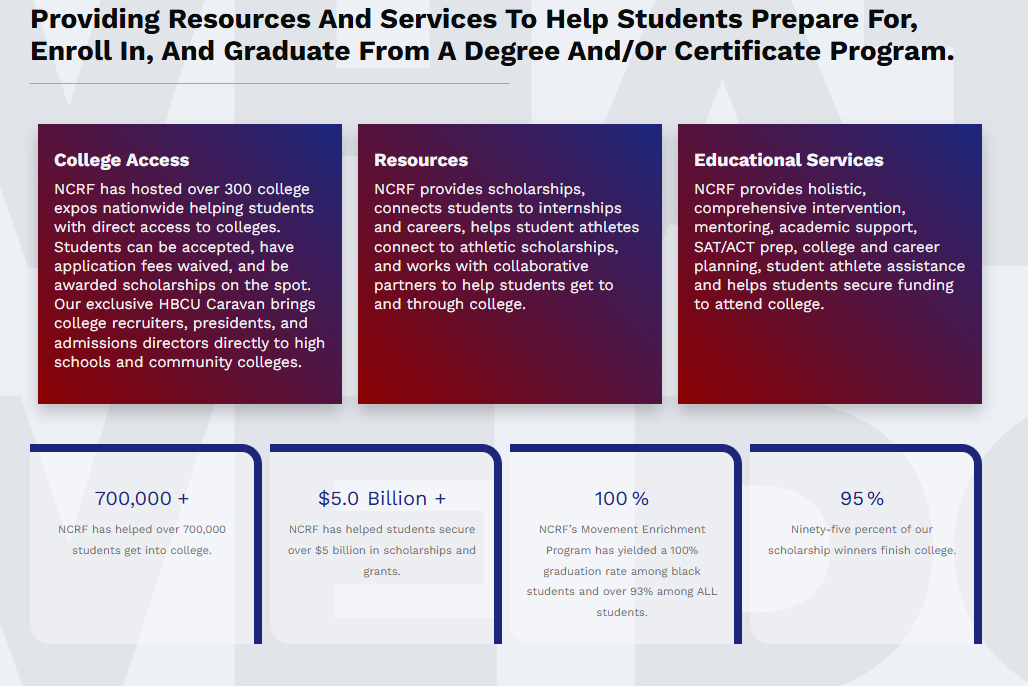 Providing Resources And Services To Help Students Prepare For,
Enroll In, And Graduate From A Degree And/Or Certificate Program.
College Access
NCRF has hosted over 300 college
expos nationwide helping students
with direct access to colleges.
Students can be accepted, have
application fees waived, and be
awarded scholarships on the spot.
Our exclusive HBCU Caravan brings
college recruiters, presidents, and
admissions directors directly to high
schools and community colleges.
Resources
NCRF provides scholarships,
connects students to internships
and careers, helps student athletes
connect to athletic scholarships,
and works with collaborative
partners to help students get to
and through college.
Educational Services
NCRF provides holistic,
comprehensive intervention,
mentoring, academic support,
SAT/ACT prep, college and career
planning, student athlete assistance
and helps students secure funding
to attend college.
700,000 +
NCRF has helped over 700,000
students get into college.
$5.0 Billion +
NCRF has helped students secure
over $5 billion in scholarships and
grants.
100 %
NCRF's Movement Enrichment
Program has yielded a 100%
graduation rate among black
students and over 93% among ALL
students.
95 %
Ninety-five percent of our
scholarship winners finish college.